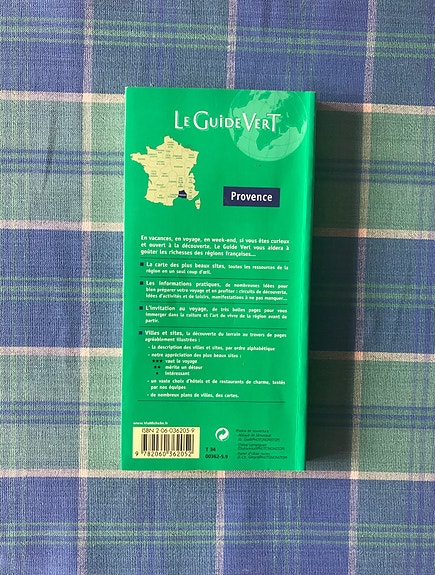 LE GUIDE VERT
Provence
En vacances, en voyage, en week-end, si vous êtes curieux
et ouvert à la découverte, Le Guide Vert vous aidera à
goûter les richesses des régions françaises...
La carte des plus beaux sites, toutes les ressources de la
région en un seul coup d'œil.
Les informations pratiques, de nombreuses idées pour
bien préparer votre voyage et en profiter : circuits de découverte,
idées d'activités et de loisirs, manifestations à ne pas manquer...
L'invitation au voyage, de très belles pages pour vous
immerger dans la culture et l'art de vivre de la région avant de
partir.
Villes et sites, la découverte du terroir au travers de pages
agréablement illustrées :
- la description des villes et sites, par ordre alphabétique
- notre appréciation des plus beaux sites :
★★★ vaut le voyage
★★ mérite un détour
★ intéressant
- un vaste choix d'hôtels et de restaurants de charme, testés
par nos équipes
- de nombreux plans de villes, des cartes.
www.ViaMichelin.fr
ISBN 2-06-036205-9
9 782060 362052
T 34
00362-5.9